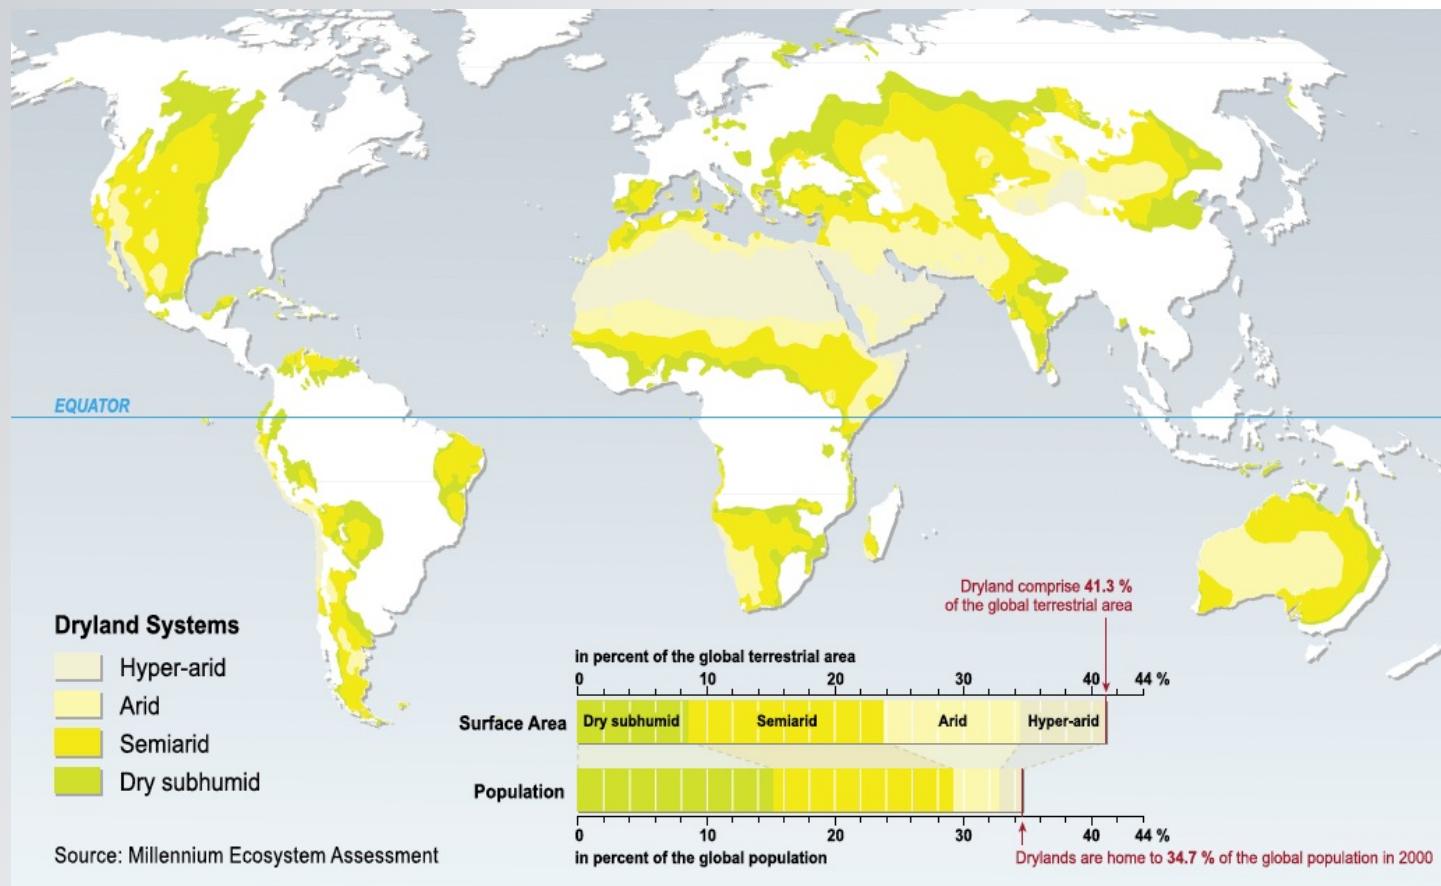 EQUATOR
Dryland Systems
Hyper-arid
Arid
Semiarid
Dry subhumid
Source: Millennium Ecosystem Assessment
Dryland comprise 41.3 %
of the global terrestrial area
in percent of the global terrestrial area
0 10 20 30 40 44 %
Surface Area Dry subhumid Semiarid Arid Hyper-arid
Population
0 10 20 30 40 44 %
in percent of the global population
Drylands are home to 34.7 % of the global population in 2000